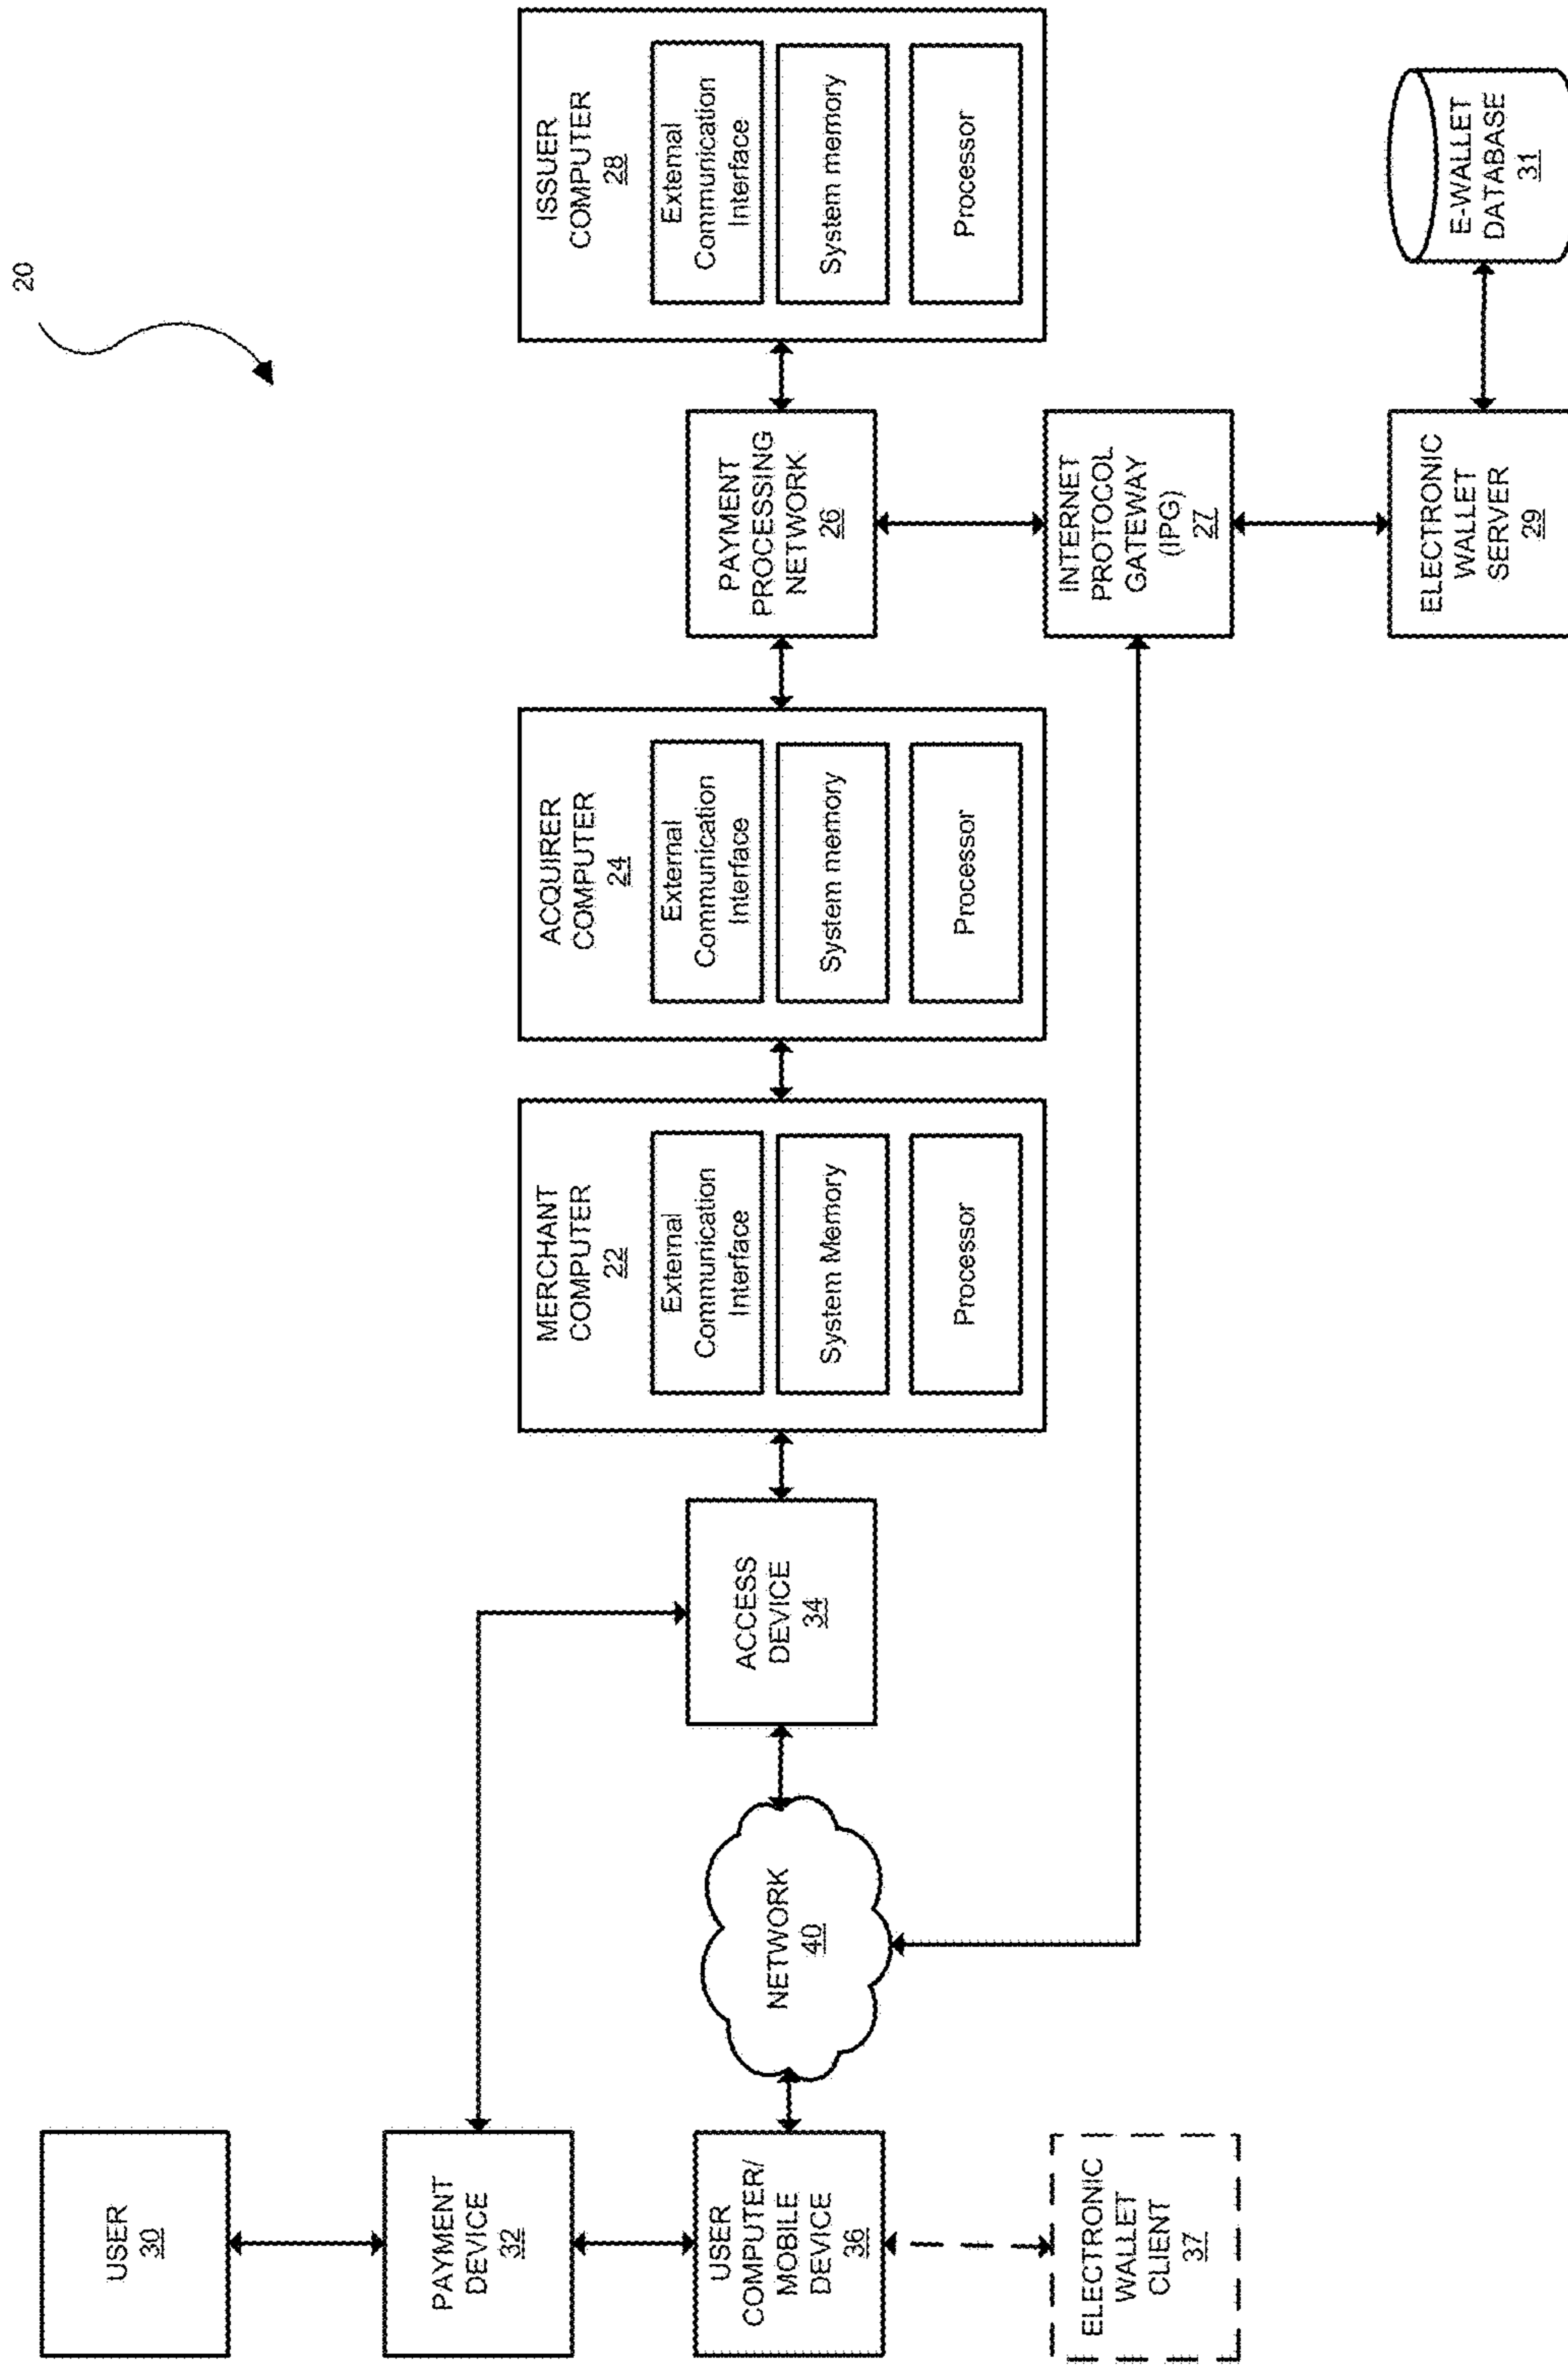 20
USER
30
PAYMENT
DEVICE
32
USER
COMPUTER/
MOBILE
DEVICE
36
ELECTRONIC
WALLET
CLIENT
37
NETWORK
40
ACCESS
DEVICE
34
MERCHANT
COMPUTER
22
External
Communication
Interface
System Memory
Processor
ACQUIRER
COMPUTER
24
External
Communication
Interface
System memory
Processor
PAYMENT
PROCESSING
NETWORK
26
INTERNET
PROTOCOL
GATEWAY
(IPG)
27
ELECTRONIC
WALLET
SERVER
29
ISSUER
COMPUTER
28
External
Communication
Interface
System memory
Processor
E-WALLET
DATABASE
31